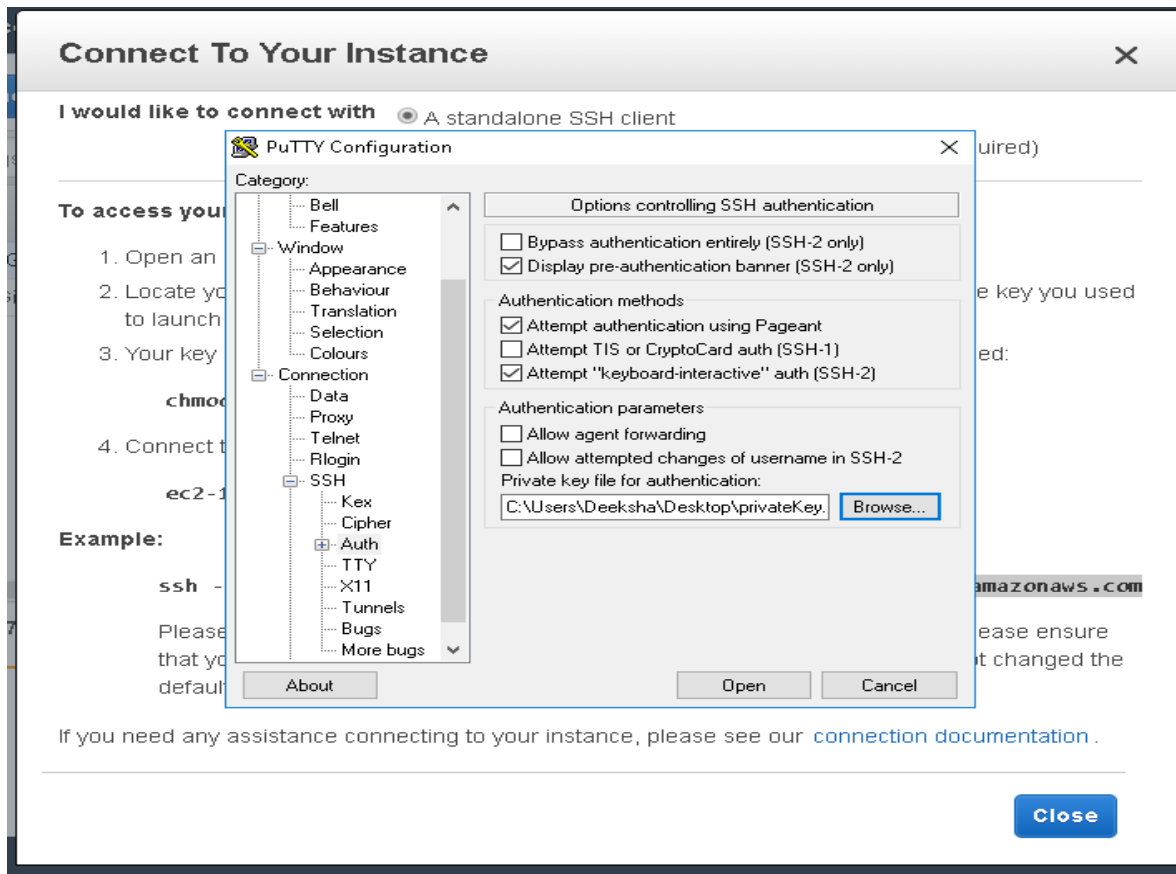 Connect To Your Instance
I would like to connect with
A standalone SSH client
uired)
PuTTY Configuration
Category:
Bell
Features
Window
Appearance
Behaviour
Translation
Selection
Colours
Connection
Data
Proxy
Telnet
Rlogin
SSH
Kex
Cipher
Auth
TTY
X11
Tunnels
Bugs
More bugs
Options controlling SSH authentication
Bypass authentication entirely (SSH-2 only)
Display pre-authentication banner (SSH-2 only)
Authentication methods
Attempt authentication using Pageant
Attempt TIS or CryptoCard auth (SSH-1)
Attempt "keyboard-interactive" auth (SSH-2)
Authentication parameters
Allow agent forwarding
Allow attempted changes of username in SSH-2
Private key file for authentication:
C:\Users\Deeksha\Desktop\privateKey.
Browse...
About
Open
Cancel
To access your
1. Open an
2. Locate yo
e key you used
to launch
3. Your key
ed:
chmod
4. Connect t
ec2-1
Example:
ssh -
amazonaws.com
Please
ease ensure
that yo
t changed the
defaul
If you need any assistance connecting to your instance, please see our connection documentation .
Close